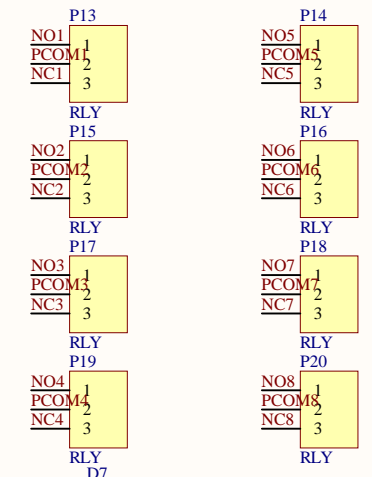 P13
NO1 1
PCOM1 2
NC1 3
RLY
P14
NO5 1
PCOM5 2
NC5 3
RLY
P15
NO2 1
PCOM2 2
NC2 3
RLY
P16
NO6 1
PCOM6 2
NC6 3
RLY
P17
NO3 1
PCOM3 2
NC3 3
RLY
P18
NO7 1
PCOM7 2
NC7 3
RLY
P19
NO4 1
PCOM4 2
NC4 3
RLY
P20
NO8 1
PCOM8 2
NC8 3
RLY
D7